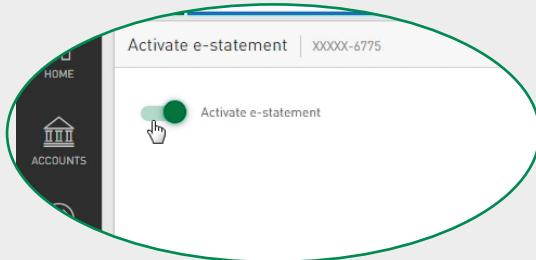 Activate e-statement XXXXX-6775
HOME
Activate e-statement
ACCOUNTS